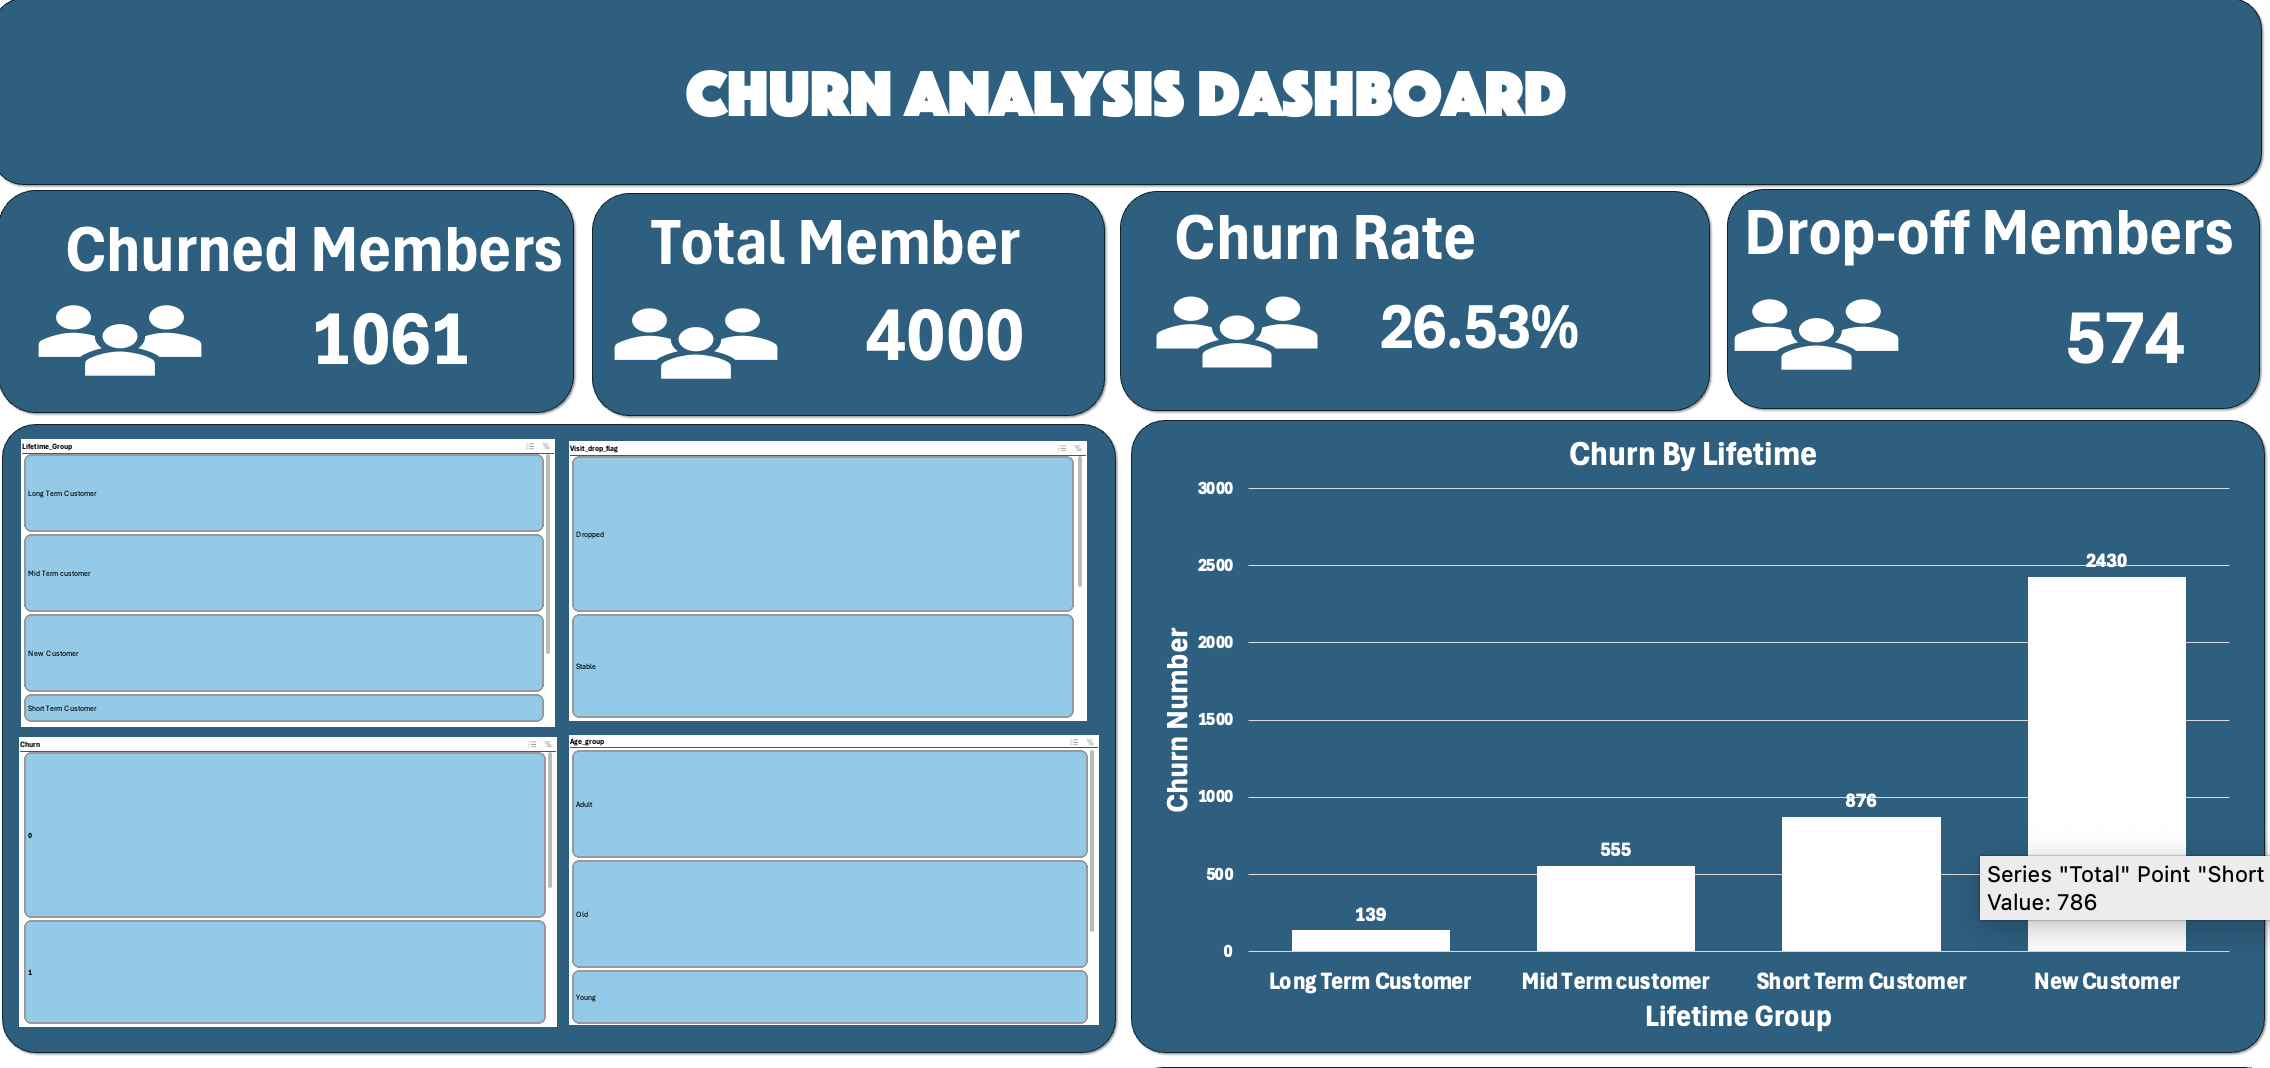 CHURN ANALYSIS DASHBOARD
Churned Members
1061
Total Member
4000
Churn Rate
26.53%
Drop-off Members
574
Lifetime_Group
Long Term Customer
Mid Term customer
New Customer
Short Term Customer
Visit_drop_flag
Dropped
Stable
Churn
0
1
Age_group
Adult
Old
Young
Churn By Lifetime
Churn Number
3000
2500
2000
1500
1000
500
0
139
555
876
2430
Series "Total" Point "Short
Value: 786
Long Term Customer
Mid Term customer
Short Term Customer
New Customer
Lifetime Group